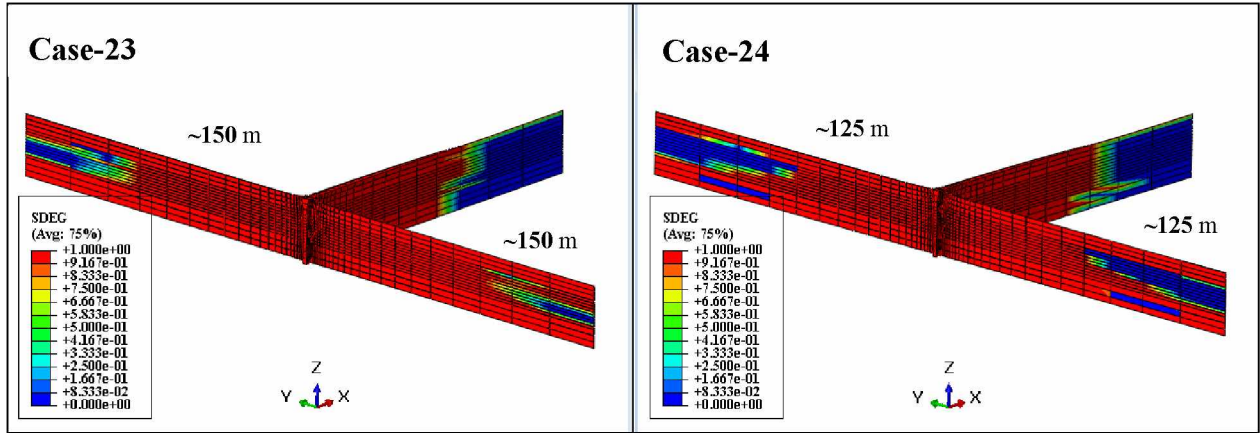 Case-23
~150 m
~150 m
SDEG
(Avg: 75%)
+1.000e+00
+9.167e-01
+8.333e-01
+7.500e-01
+6.667e-01
+5.833e-01
+5.000e-01
+4.167e-01
+3.333e-01
+2.500e-01
+1.667e-01
+8.333e-02
+0.000e+00
Z
Y X
Case-24
~125 m
~125 m
SDEG
(Avg: 75%)
+1.000e+00
+9.167e-01
+8.333e-01
+7.500e-01
+6.667e-01
+5.833e-01
+5.000e-01
+4.167e-01
+3.333e-01
+2.500e-01
+1.667e-01
+8.333e-02
+0.000e+00
Z
Y X